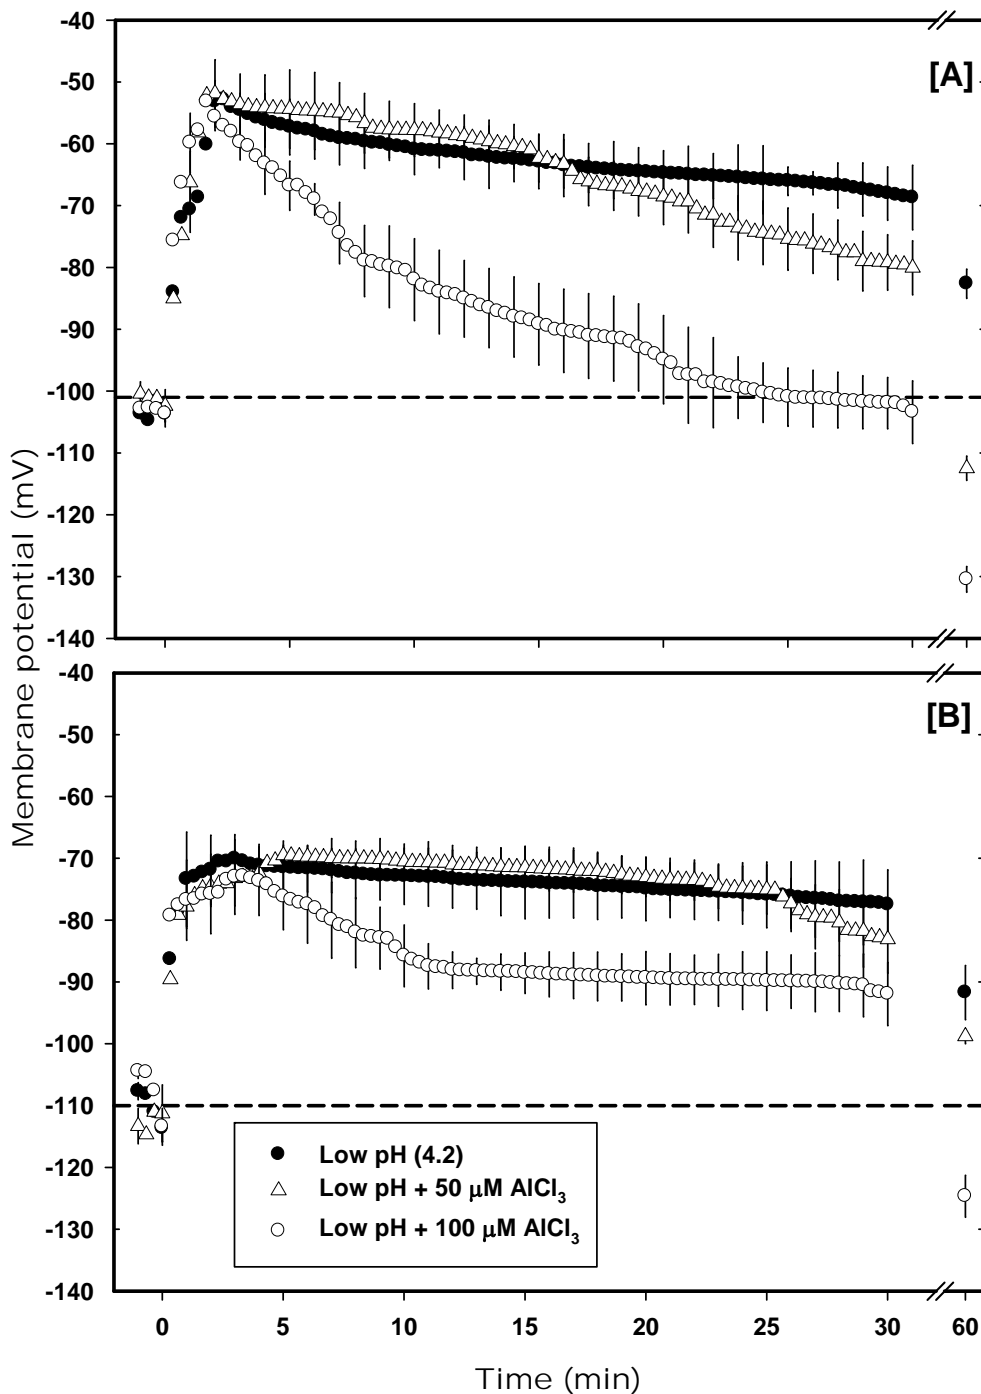 Membrane potential (mV)
-40
-50
-60
-70
-80
-90
-100
-110
-120
-130
-140
[A]
-40
-50
-60
-70
-80
-90
-100
-110
-120
-130
-140
[B]
Low pH (4.2)
Low pH + 50 μM AlCl₃
Low pH + 100 μM AlCl₃
0 5 10 15 20 25 30 60
Time (min)